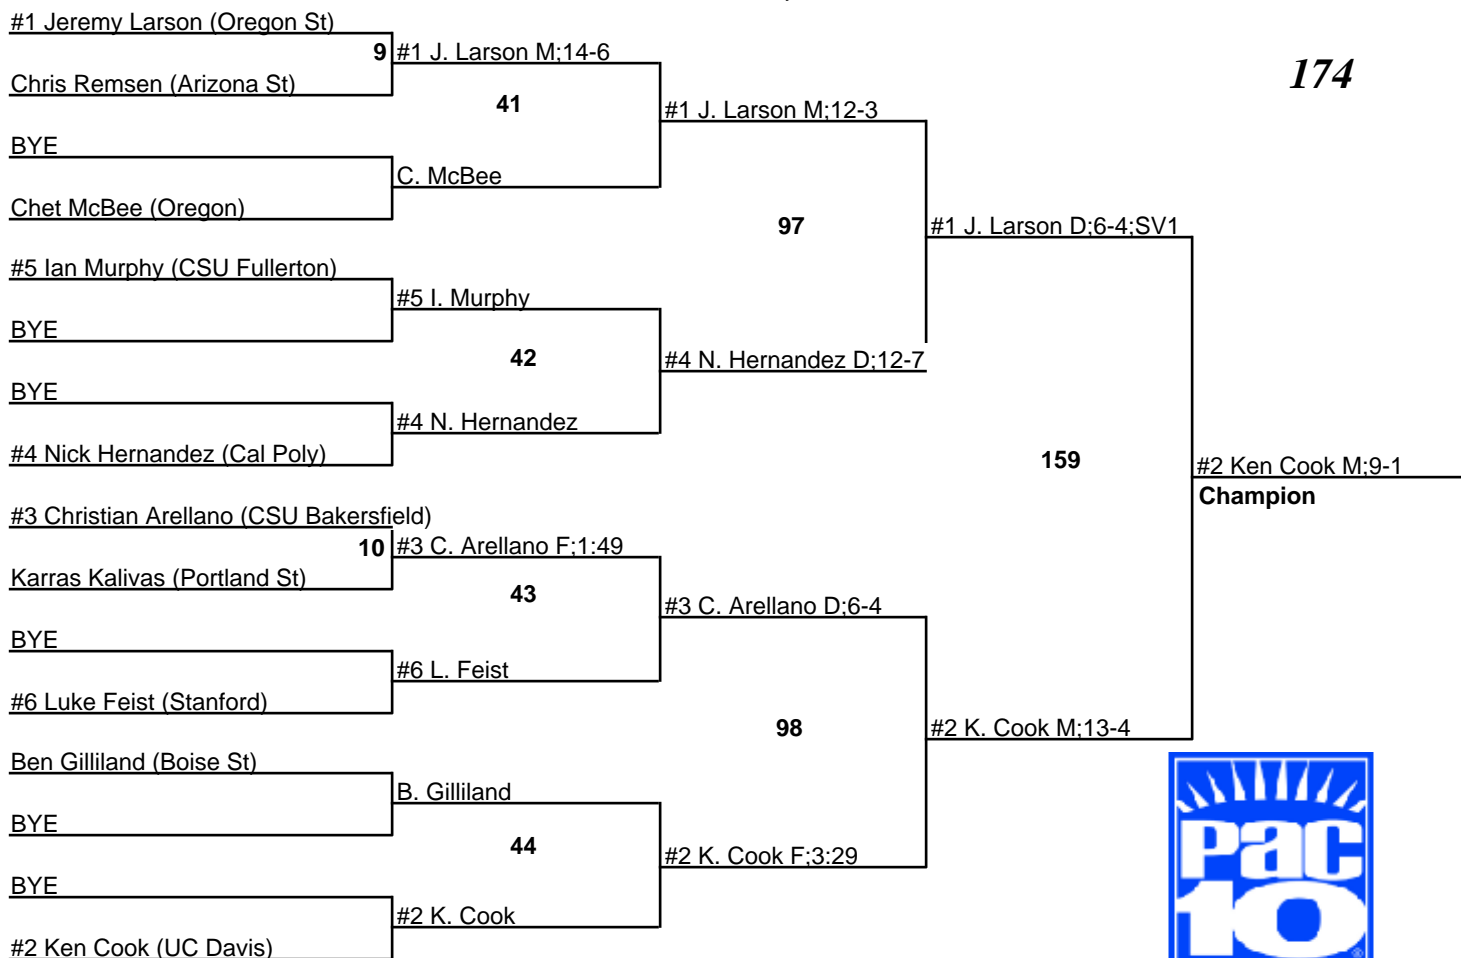 #1 Jeremy Larson (Oregon St)
9 #1 J. Larson M;14-6
174
Chris Remsen (Arizona St)
41
#1 J. Larson M;12-3
BYE
C. McBee
Chet McBee (Oregon)
97
#1 J. Larson D;6-4;SV1
#5 Ian Murphy (CSU Fullerton)
#5 I. Murphy
BYE
42
#4 N. Hernandez D;12-7
BYE
#4 N. Hernandez
#4 Nick Hernandez (Cal Poly)
159
#2 Ken Cook M;9-1
Champion
#3 Christian Arellano (CSU Bakersfield)
10 #3 C. Arellano F;1:49
Karras Kalivas (Portland St)
43
#3 C. Arellano D;6-4
BYE
#6 L. Feist
#6 Luke Feist (Stanford)
98
#2 K. Cook M;13-4
Ben Gilliland (Boise St)
B. Gilliland
BYE
44
#2 K. Cook F;3:29
BYE
#2 K. Cook
#2 Ken Cook (UC Davis)
Pac
10
®